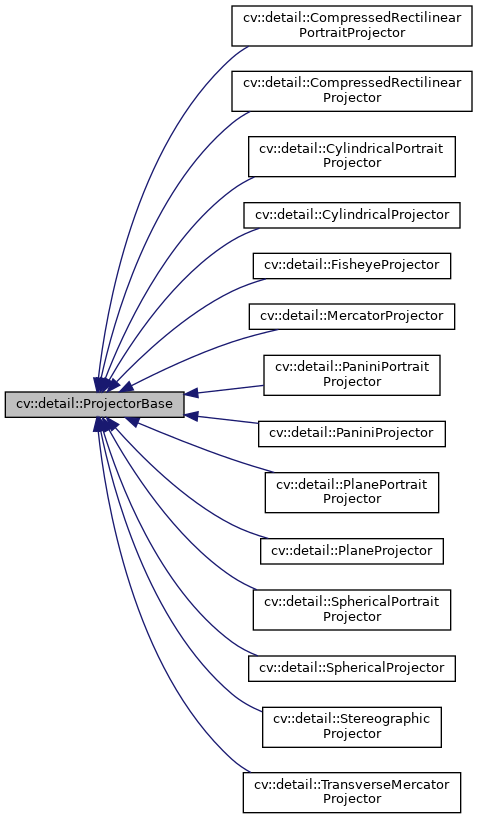 cv::detail::CompressedRectilinear
PortraitProjector
cv::detail::CompressedRectilinear
Projector
cv::detail::CylindricalPortrait
Projector
cv::detail::CylindricalProjector
cv::detail::FisheyeProjector
cv::detail::MercatorProjector
cv::detail::PaniniPortrait
Projector
cv::detail::ProjectorBase
cv::detail::PaniniProjector
cv::detail::PlanePortrait
Projector
cv::detail::PlaneProjector
cv::detail::SphericalPortrait
Projector
cv::detail::SphericalProjector
cv::detail::Stereographic
Projector
cv::detail::TransverseMercator
Projector